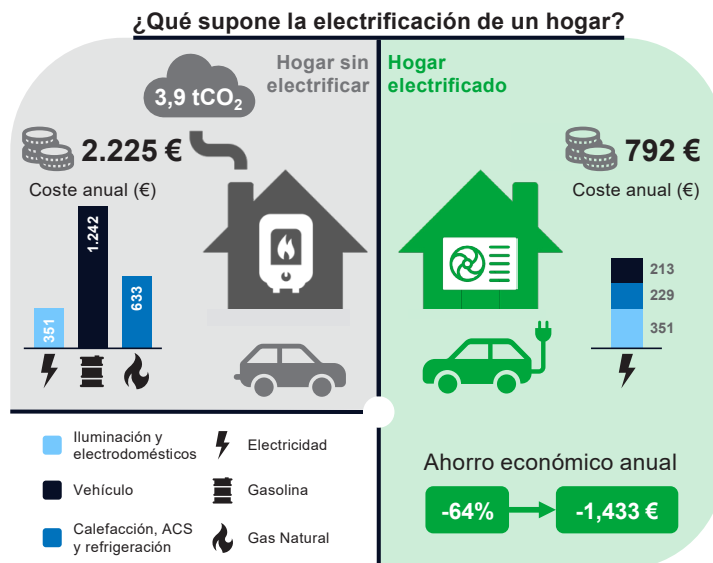 ¿Qué supone la electrificación de un hogar?
Hogar sin
electrificar
3,9 tCO₂
2.225 €
Coste anual (€)
351
1.242
633
Hogar
electrificado
792 €
Coste anual (€)
213
229
351
Iluminación y
electrodomésticos
Vehículo
Calefacción, ACS
y refrigeración
Electricidad
Gasolina
Gas Natural
Ahorro económico anual
-64%
-1,433 €